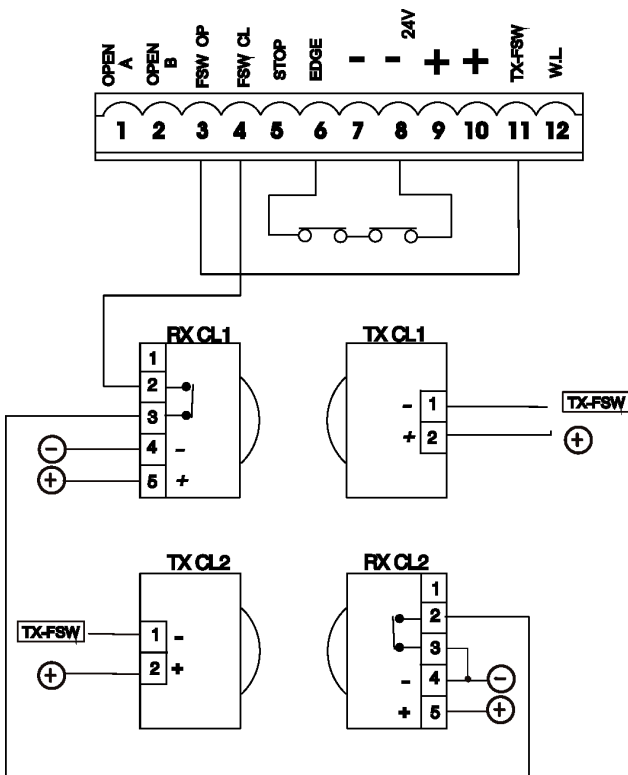 OPEN A
OPEN B
FSW OP
FSW CL
STOP
EDGE
-
- 24V
+
+
TX-FSW
W.L
1 2 3 4 5 6 7 8 9 10 11 12
RX CL1
1
2
3
4 -
5 +
-
+
TX CL1
- 1
+ 2
TX-FSW
+
TX CL2
TX-FSW
1 -
+
2 +
RX CL2
1
2
3
- 4
-
+ 5
+